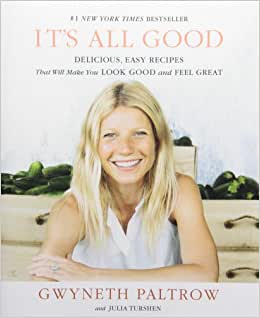 #1 NEW YORK TIMES BESTSELLER
IT'S ALL GOOD
DELICIOUS, EASY RECIPES
That Will Make You LOOK GOOD and FEEL GREAT
GWYNETH PALTROW
and JULIA TURSHEN